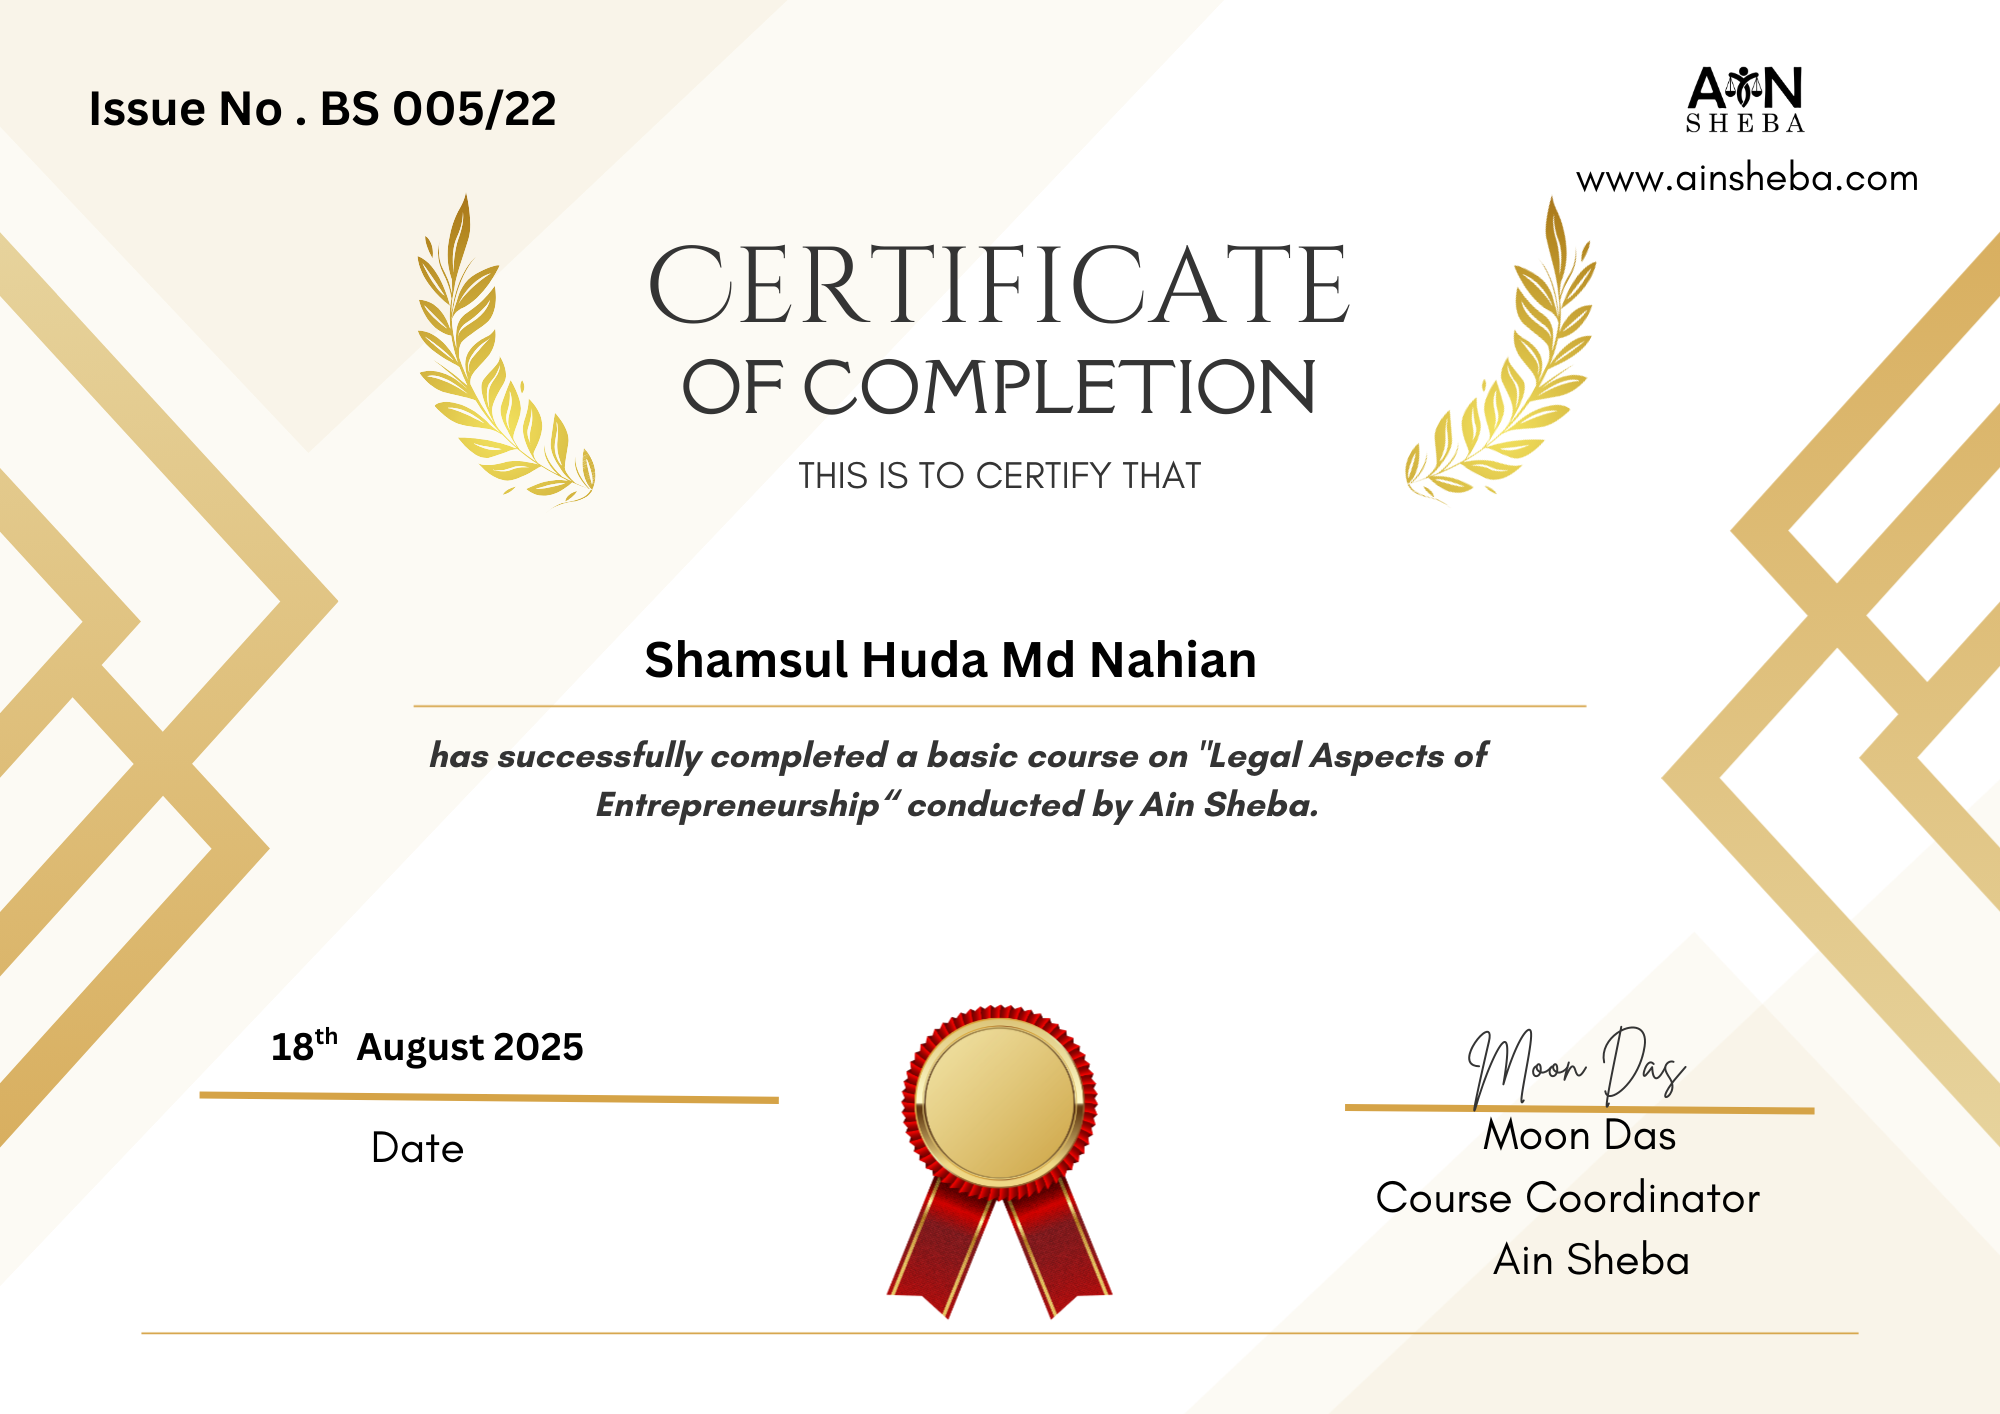 Issue No . BS 005/22
AIN
SHEBA
www.ainsheba.com
CERTIFICATE
OF COMPLETION
THIS IS TO CERTIFY THAT
Shamsul Huda Md Nahian
has successfully completed a basic course on "Legal Aspects of
Entrepreneurship“ conducted by Ain Sheba.
18th August 2025
Date
Moon Das
Moon Das
Course Coordinator
Ain Sheba